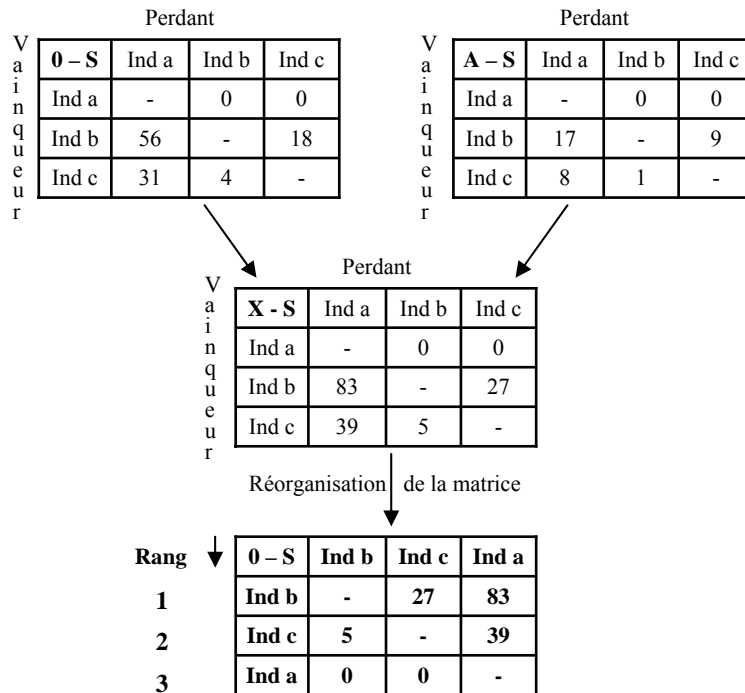 Perdant
Vainqueur
0 – S Ind a Ind b Ind c
Ind a - 0 0
Ind b 56 - 18
Ind c 31 4 -
Perdant
Vainqueur
A – S Ind a Ind b Ind c
Ind a - 0 0
Ind b 17 - 9
Ind c 8 1 -
Perdant
Vainqueur
X - S Ind a Ind b Ind c
Ind a - 0 0
Ind b 83 - 27
Ind c 39 5 -
Réorganisation de la matrice
Rang 0 – S Ind b Ind c Ind a
1 Ind b - 27 83
2 Ind c 5 - 39
3 Ind a 0 0 -